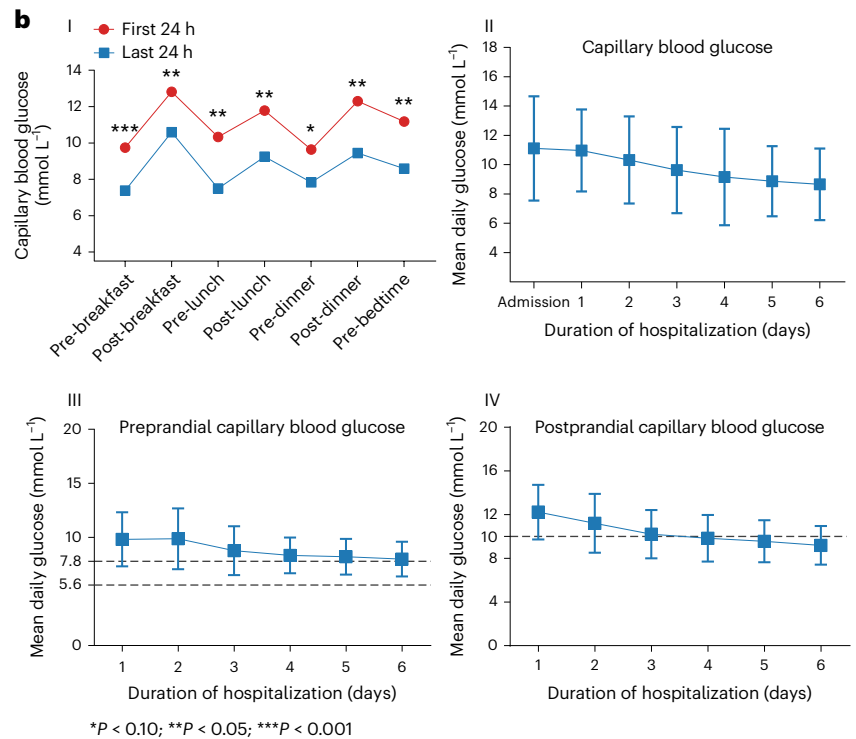 b
I
First 24 h
Last 24 h
Capillary blood glucose
(mmol L⁻¹)
14
12
10
8
6
4
***
**
**
**
*
**
**
Pre-breakfast
Post-breakfast
Pre-lunch
Post-lunch
Pre-dinner
Post-dinner
Pre-bedtime
II
Capillary blood glucose
Mean daily glucose (mmol L⁻¹)
18
16
14
12
10
8
6
4
Admission 1 2 3 4 5 6
Duration of hospitalization (days)
III
Preprandial capillary blood glucose
Mean daily glucose (mmol L⁻¹)
20
15
10
7.8
5.6
0
1 2 3 4 5 6
Duration of hospitalization (days)
IV
Postprandial capillary blood glucose
Mean daily glucose (mmol L⁻¹)
20
16
12
10
8
4
0
1 2 3 4 5 6
Duration of hospitalization (days)
*P < 0.10; **P < 0.05; ***P < 0.001